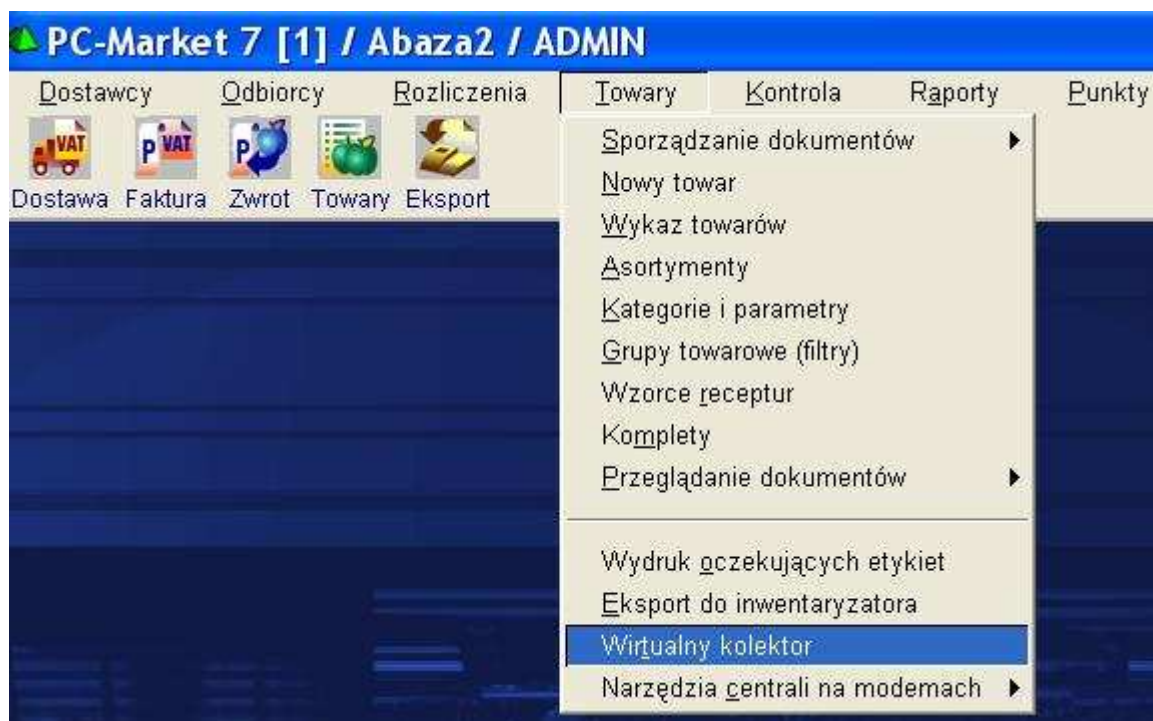 PC-Market 7 [1] / Abaza2 / ADMIN
Dostawcy Odbiorcy Rozliczenia Towary Kontrola Raporty Punkty
VAT P VAT P
Dostawa Faktura Zwrot Towary Eksport
Sporządzanie dokumentów
Nowy towar
Wykaz towarów
Asortymenty
Kategorie i parametry
Grupy towarowe (filtry)
Wzorce receptur
Komplety
Przeglądanie dokumentów
Wydruk oczekujących etykiet
Eksport do inwentaryzatora
Wirtualny kolektor
Narzędzia centrali na modemach